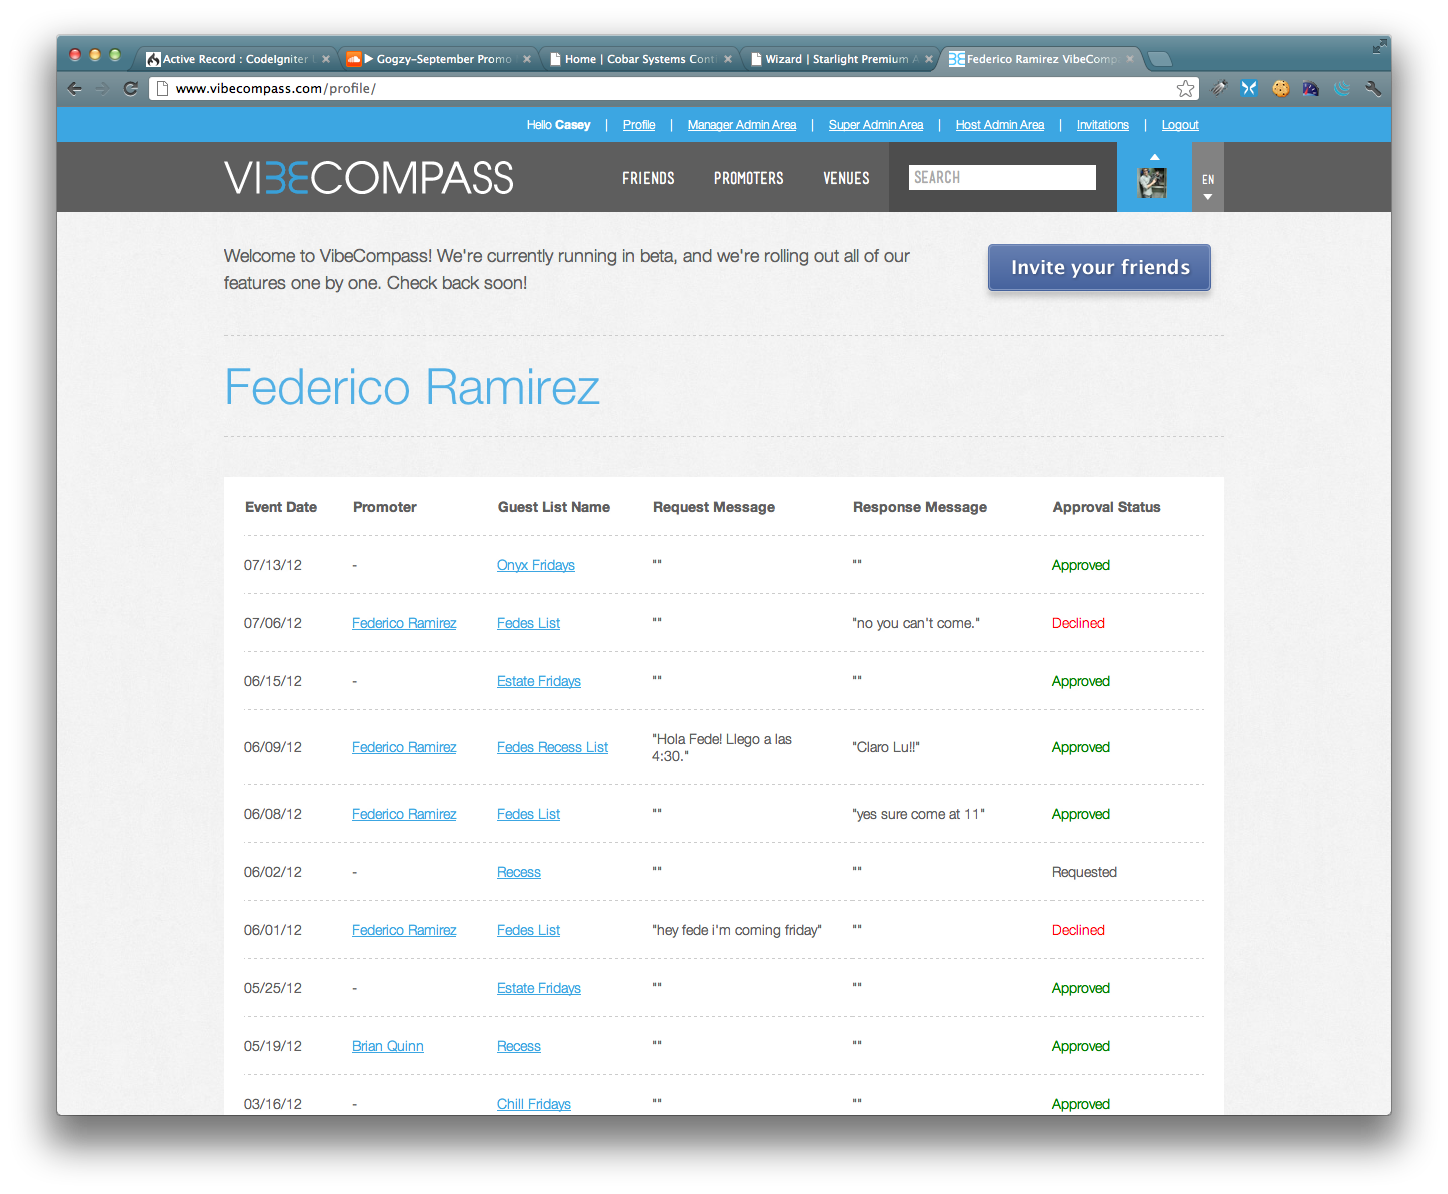 Active Record : CodeIgniter
Gogzy-September Promo
Home | Cobar Systems Cont
Wizard | Starlight Premium A
Federico Ramirez VibeComp
www.vibecompass.com/profile/
Hello Casey | Profile | Manager Admin Area | Super Admin Area | Host Admin Area | Invitations | Logout
VIBECOMPASS
FRIENDS PROMOTERS VENUES
SEARCH
EN
Welcome to VibeCompass! We're currently running in beta, and we're rolling out all of our
features one by one. Check back soon!
Invite your friends
Federico Ramirez
Event Date Promoter Guest List Name Request Message Response Message Approval Status
07/13/12 - Onyx Fridays "" "" Approved
07/06/12 Federico Ramirez Fedes List "" "no you can't come." Declined
06/15/12 - Estate Fridays "" "" Approved
06/09/12 Federico Ramirez Fedes Recess List "Hola Fede! Llego a las
4:30." "Claro Lu!!" Approved
06/08/12 Federico Ramirez Fedes List "" "yes sure come at 11" Approved
06/02/12 - Recess "" "" Requested
06/01/12 Federico Ramirez Fedes List "hey fede i'm coming friday" "" Declined
05/25/12 - Estate Fridays "" "" Approved
05/19/12 Brian Quinn Recess "" "" Approved
03/16/12 - Chill Fridays "" "" Approved